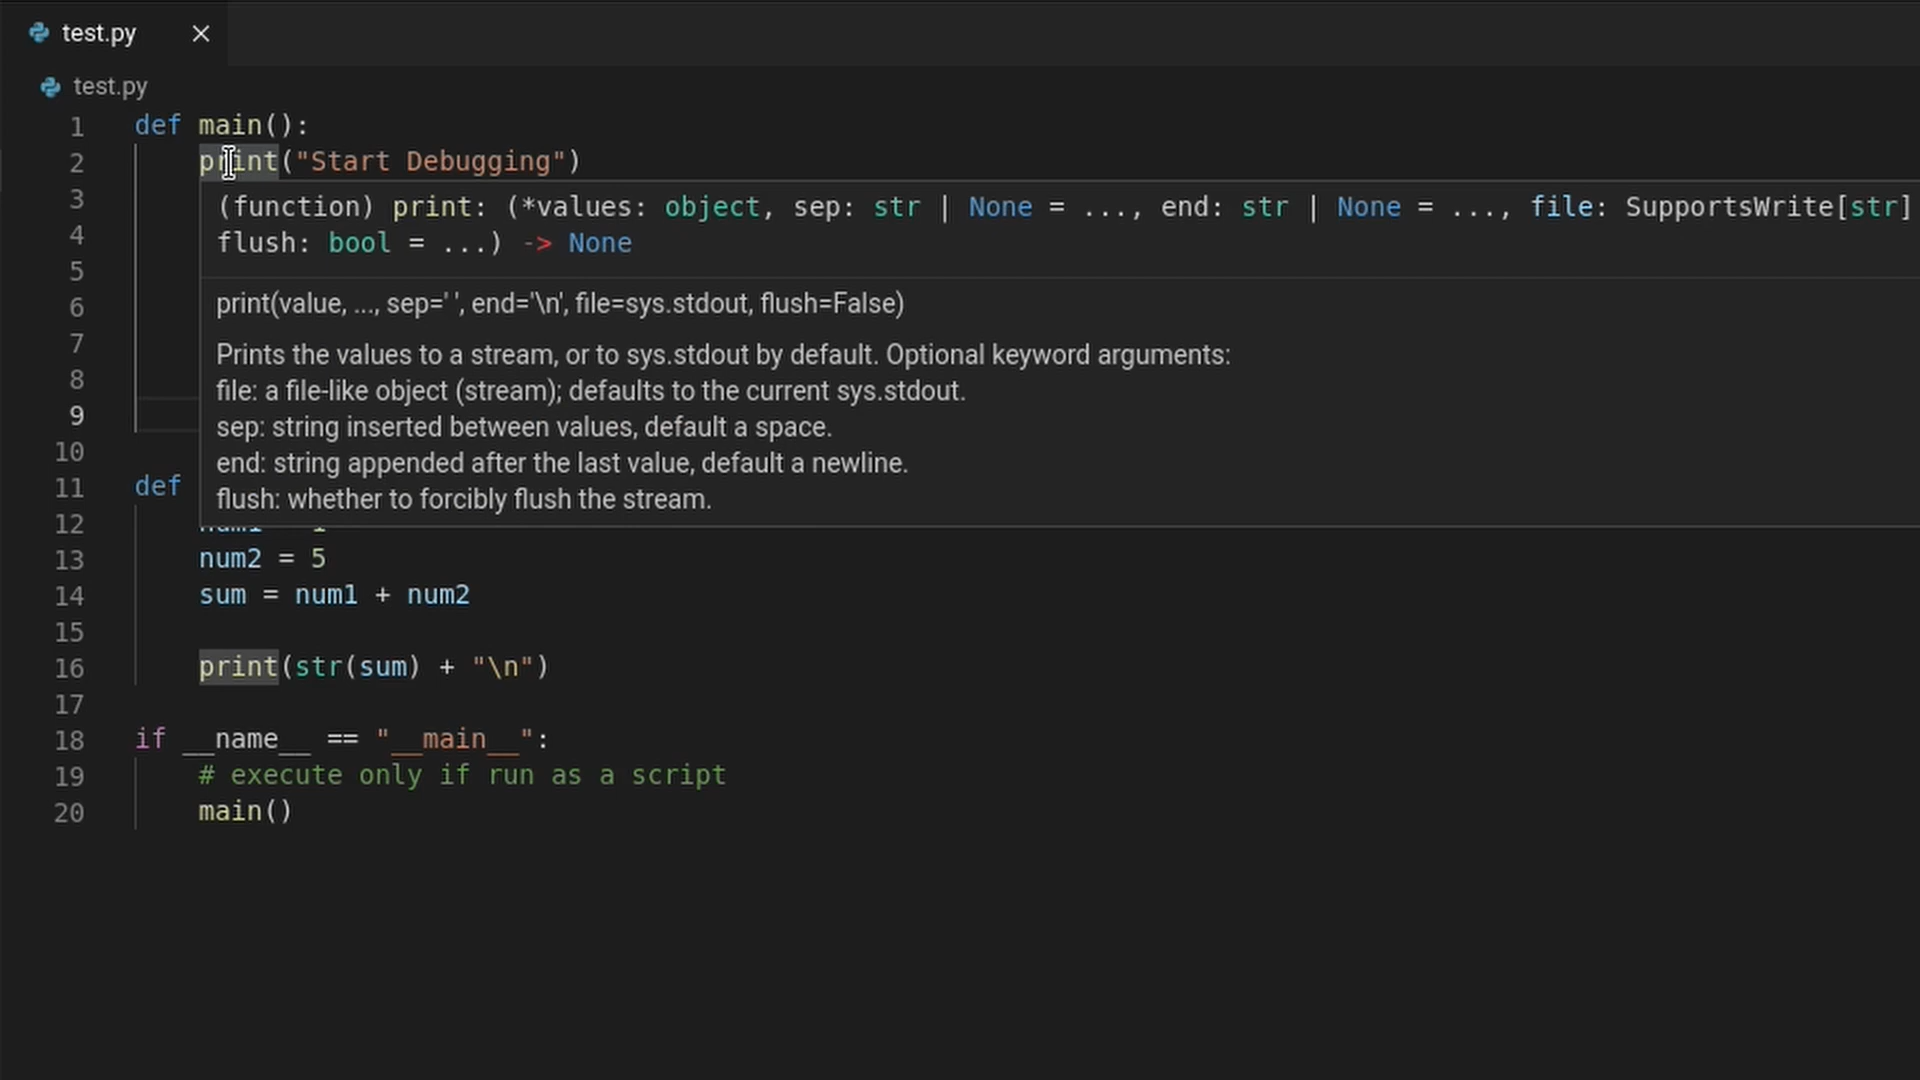 test.py
test.py
1 def main():
2 print("Start Debugging")
3 (function) print: (*values: object, sep: str | None = ..., end: str | None = ..., file: SupportsWrite[str]
4 flush: bool = ...) -> None
5
6 print(value, ..., sep=' ', end='\n', file=sys.stdout, flush=False)
7 Prints the values to a stream, or to sys.stdout by default. Optional keyword arguments:
8 file: a file-like object (stream); defaults to the current sys.stdout.
9 sep: string inserted between values, default a space.
10 end: string appended after the last value, default a newline.
11 def flush: whether to forcibly flush the stream.
12
13 num2 = 5
14 sum = num1 + num2
15
16 print(str(sum) + "\n")
17
18 if __name__ == "__main__":
19 # execute only if run as a script
20 main()